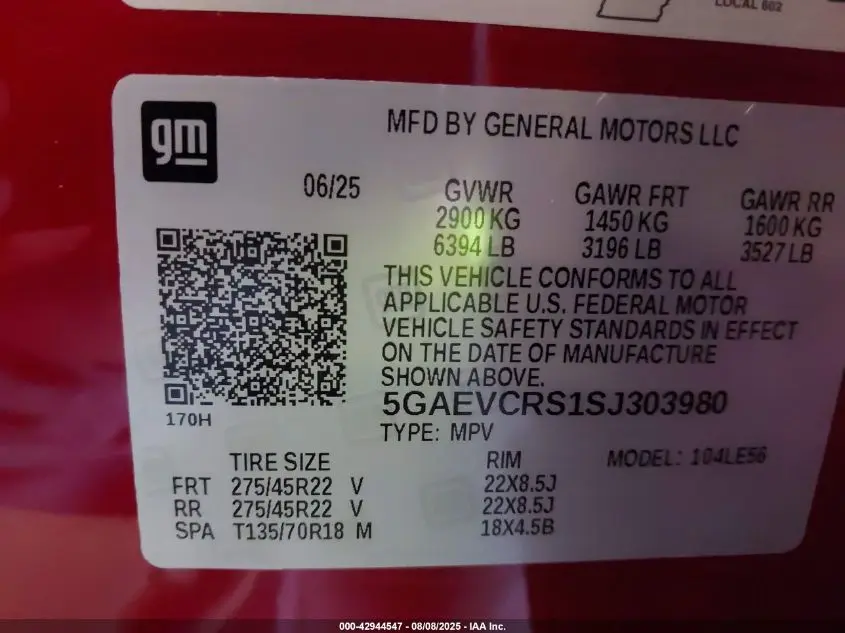 LOCAL 602
gm
MFD BY GENERAL MOTORS LLC
06/25
GVWR GAWR FRT GAWR RR
2900 KG 1450 KG 1600 KG
6394 LB 3196 LB 3527 LB
THIS VEHICLE CONFORMS TO ALL
APPLICABLE U.S. FEDERAL MOTOR
VEHICLE SAFETY STANDARDS IN EFFECT
ON THE DATE OF MANUFACTURE
SHOWN ABOVE.
5GAEVCRS1SJ303980
170H
TYPE: MPV
TIRE SIZE RIM MODEL: 104LE56
FRT 275/45R22 V 22X8.5J
RR 275/45R22 V 22X8.5J
SPA T135/70R18 M 18X4.5B
000-42944547 - 08/08/2025 - IAA Inc.